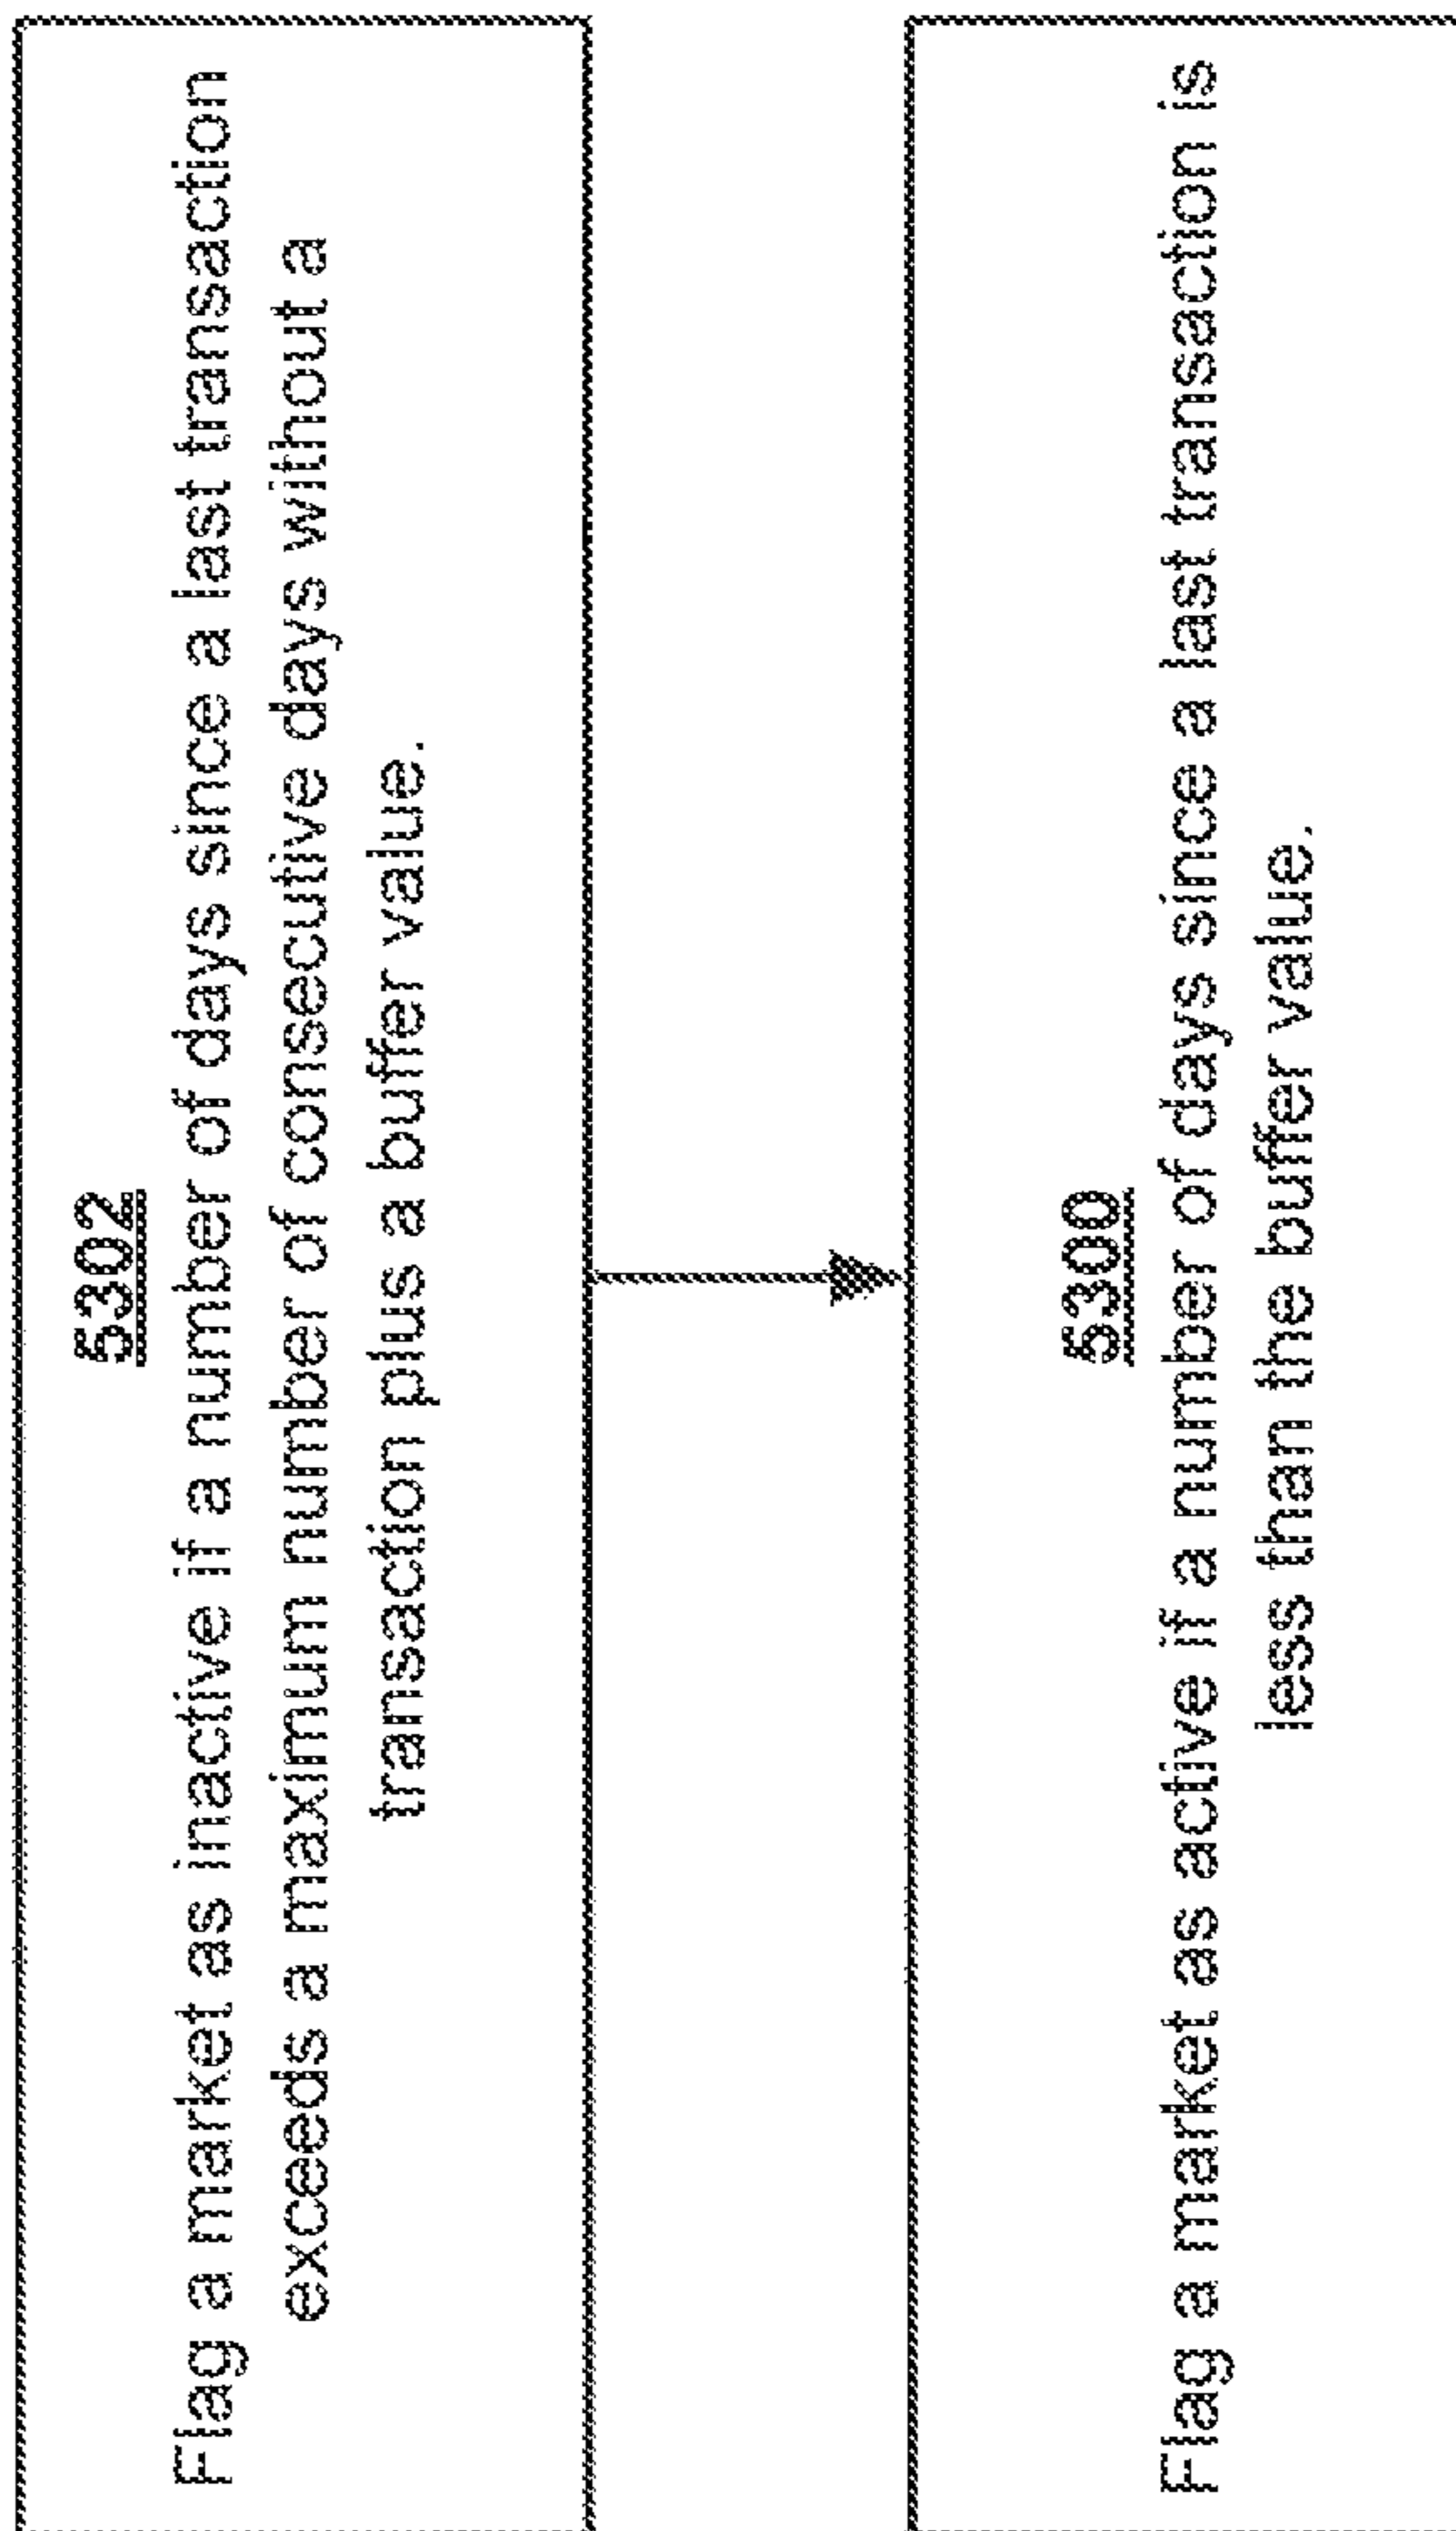 5302
Flag a market as inactive if a number of days since a last transaction
exceeds a maximum number of consecutive days without a
transaction plus a buffer value.
5300
Flag a market as active if a number of days since a last transaction is
less than the buffer value.